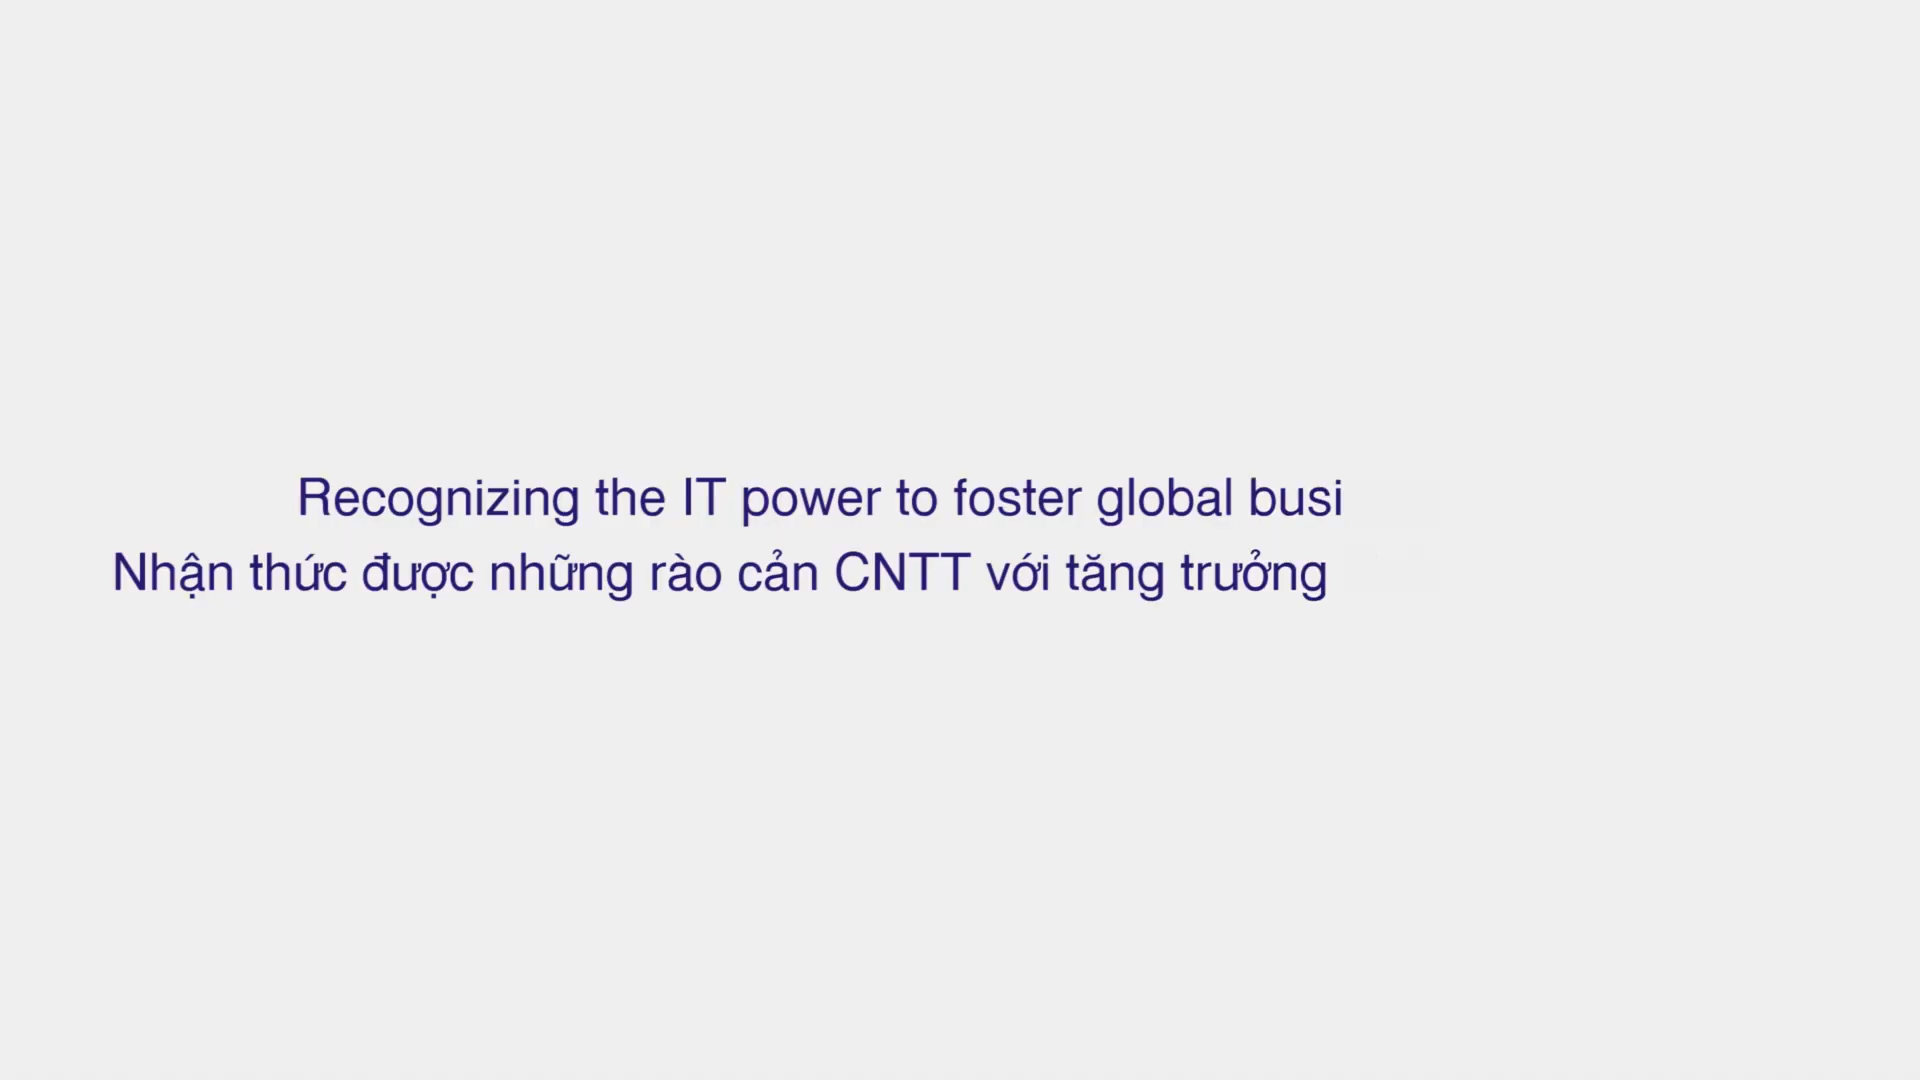 Recognizing the IT power to foster global busi
Nhận thức được những rào cản CNTT với tăng trưởng